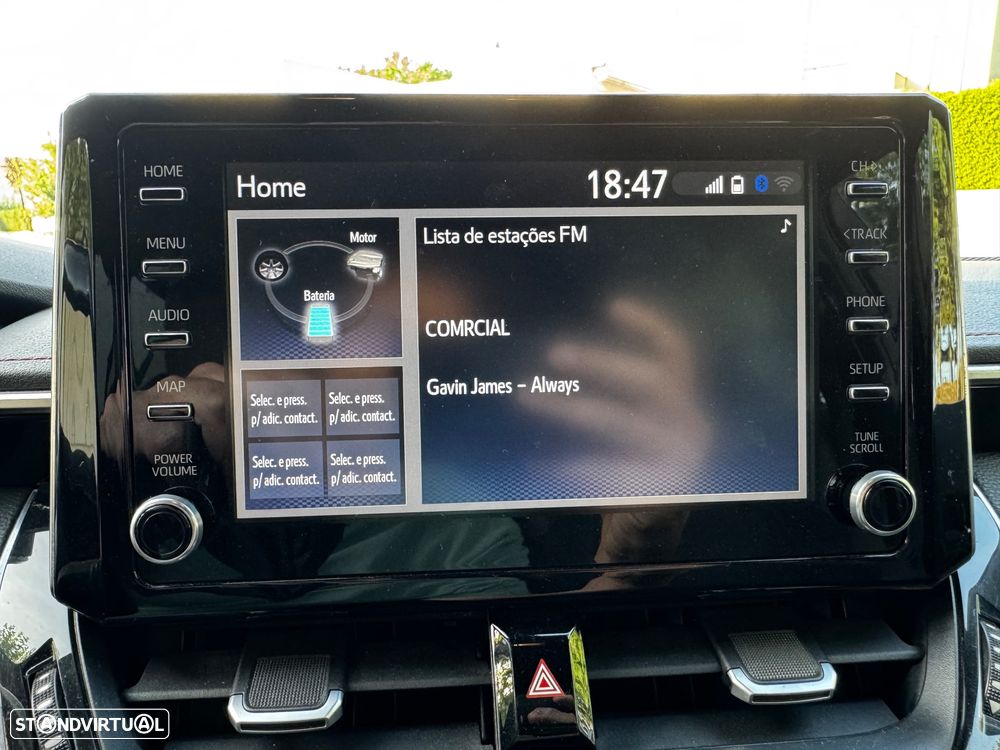 HOME
MENU
AUDIO
MAP
POWER
VOLUME
Home
18:47
Motor
Bateria
Selec. e press.
p/ adic. contact.
Selec. e press.
p/ adic. contact.
Selec. e press.
p/ adic. contact.
Selec. e press.
p/ adic. contact.
Lista de estações FM
COMRCIAL
Gavin James – Always
CH >
< TRACK
PHONE
SETUP
TUNE
SCROLL
STANDVIRTUAL